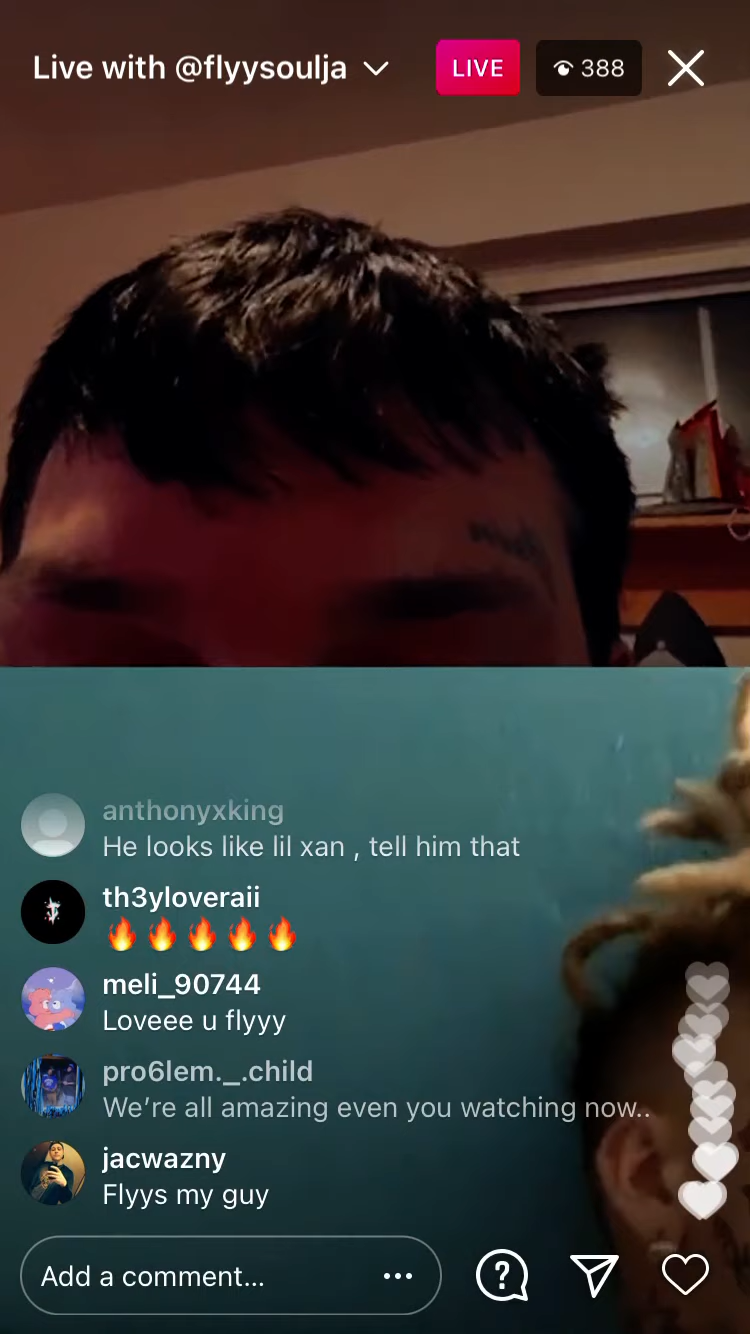 Live with @flyysoulja
LIVE
388
anthonyxking
He looks like lil xan , tell him that
th3yloveraii
🔥🔥🔥🔥🔥
meli_90744
Loveee u flyyy
pro6lem._.child
We’re all amazing even you watching now..
jacwazny
Flyys my guy
Add a comment...